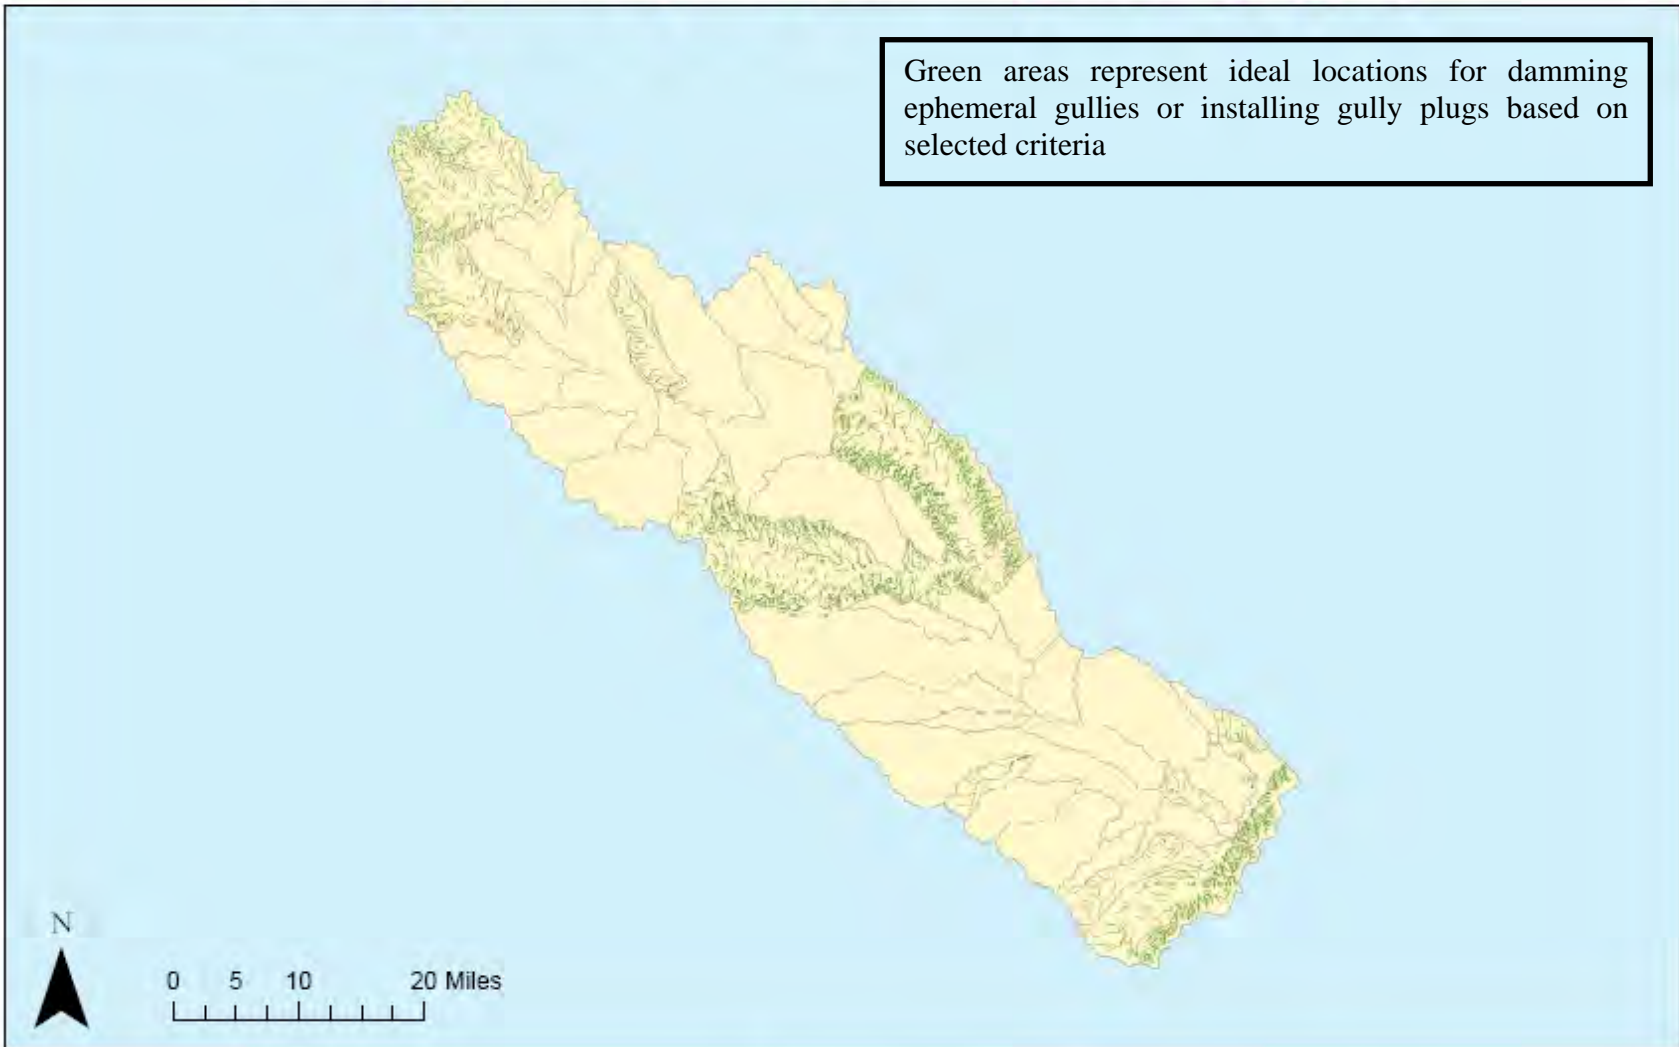 Green areas represent ideal locations for damming
ephemeral gullies or installing gully plugs based on
selected criteria
N
0 5 10 20 Miles